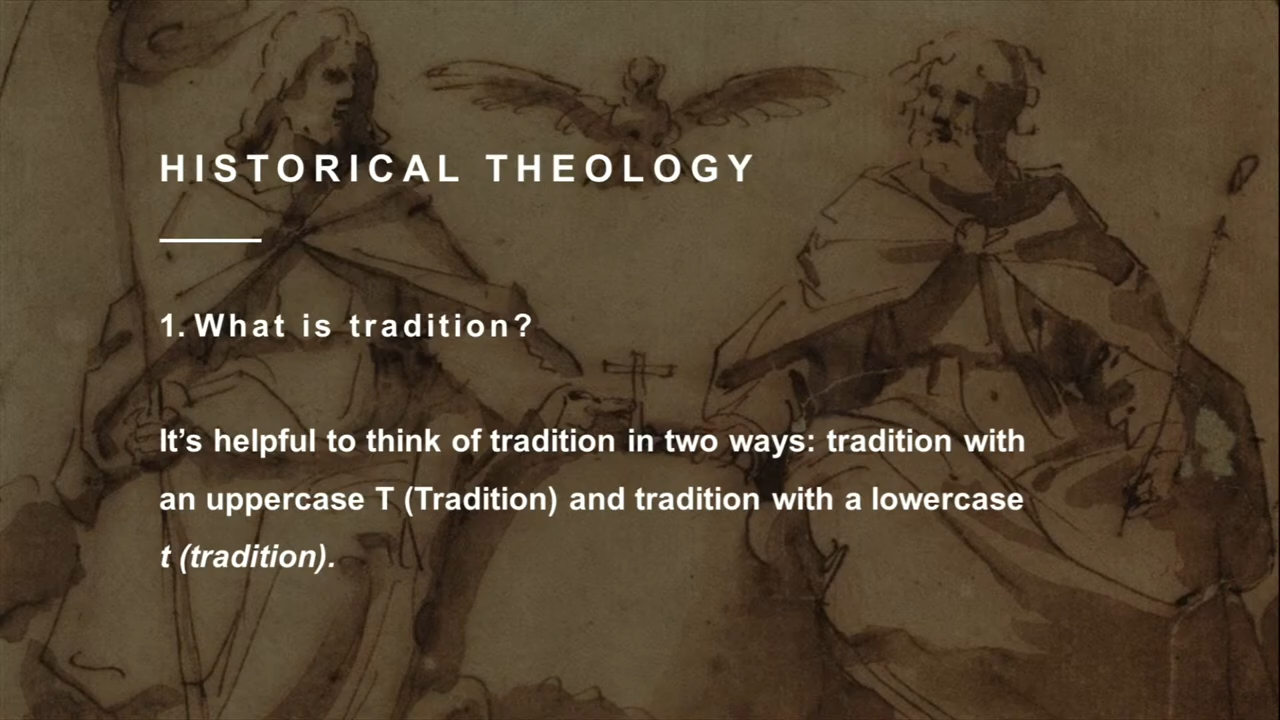 HISTORICAL THEOLOGY
1. What is tradition?
It’s helpful to think of tradition in two ways: tradition with
an uppercase T (Tradition) and tradition with a lowercase
t (tradition).